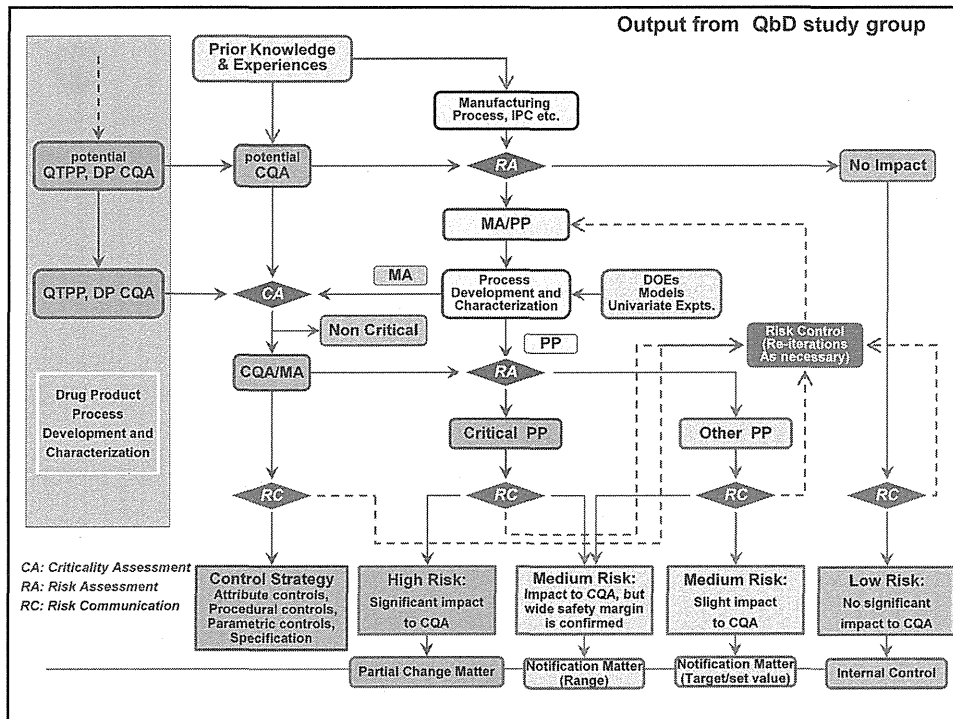 Output from QbD study group
Prior Knowledge
& Experiences
Manufacturing
Process, IPC etc.
potential
QTPP, DP CQA
potential
CQA
RA
No Impact
MA/PP
MA
QTPP, DP CQA
CA
Process
Development and
Characterization
DOEs
Models
Univariate Expts.
Non Critical
PP
Risk Control
(Re-iterations
As necessary)
CQA/MA
RA
Drug Product
Process
Development and
Characterization
Critical PP
Other PP
RC
RC
RC
RC
CA: Criticality Assessment
RA: Risk Assessment
RC: Risk Communication
Control Strategy
Attribute controls,
Procedural controls,
Parametric controls,
Specification
High Risk:
Significant impact
to CQA
Medium Risk:
Impact to CQA, but
wide safety margin
is confirmed
Medium Risk:
Slight impact
to CQA
Low Risk:
No significant
impact to CQA
Partial Change Matter
Notification Matter
(Range)
Notification Matter
(Target/set value)
Internal Control